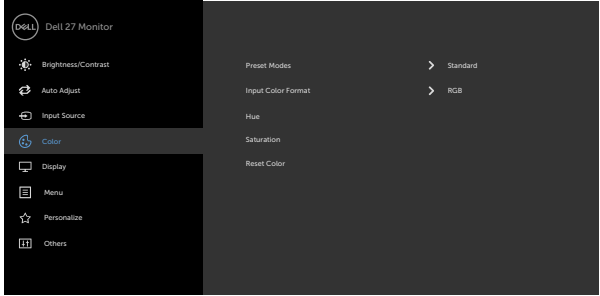 DELL
Dell 27 Monitor
Brightness/Contrast
Auto Adjust
Input Source
Color
Display
Menu
Personalize
Others
Preset Modes Standard
Input Color Format RGB
Hue
Saturation
Reset Color